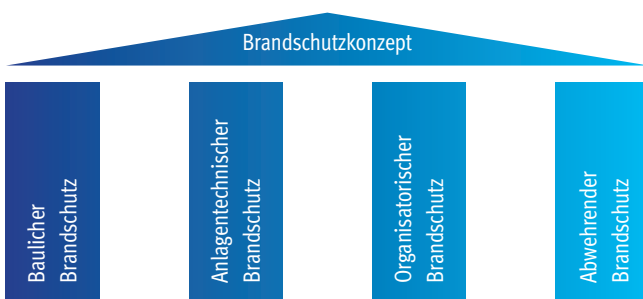 Brandschutzkonzept
Baulicher
Brandschutz
Anlagentechnischer
Brandschutz
Organisatorischer
Brandschutz
Abwehrender
Brandschutz